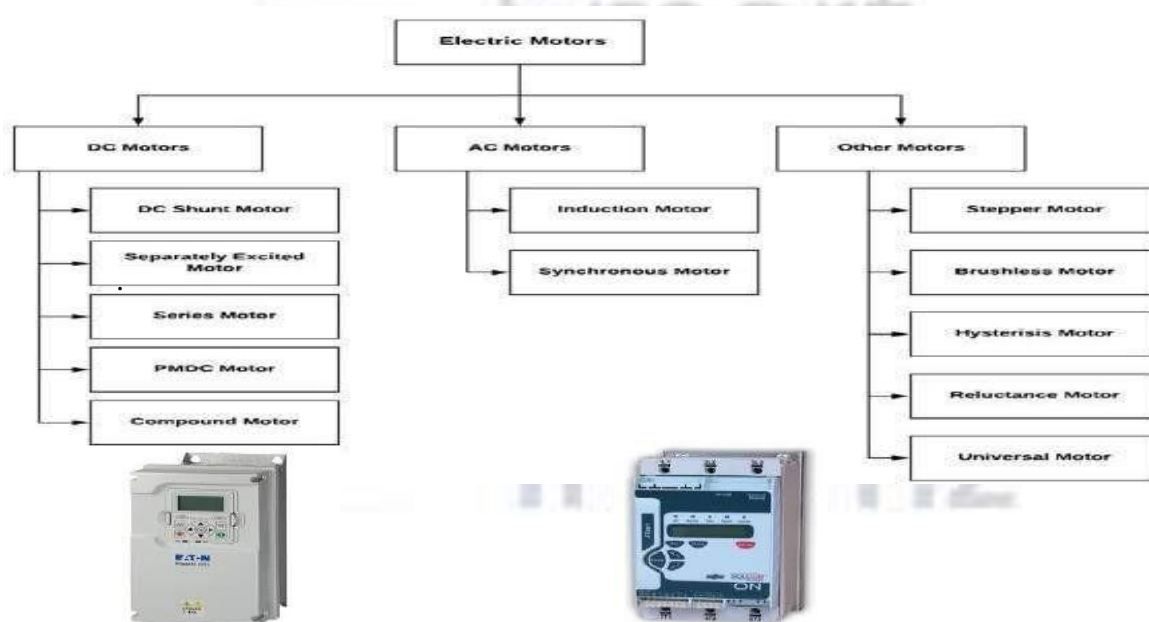 Electric Motors
DC Motors
AC Motors
Other Motors
DC Shunt Motor
Separately Excited
Motor
Series Motor
PMDC Motor
Compound Motor
Induction Motor
Synchronous Motor
Stepper Motor
Brushless Motor
Hysterisis Motor
Reluctance Motor
Universal Motor
EATON